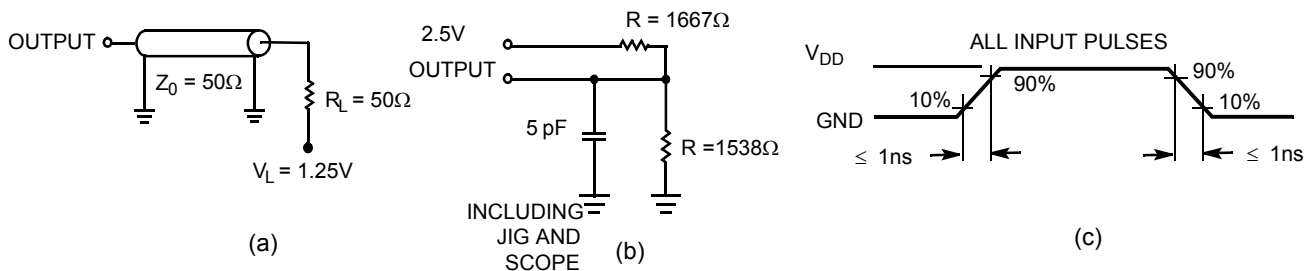 OUTPUT
Z0 = 50Ω
RL = 50Ω
VL = 1.25V
(a)
R = 1667Ω
2.5V
OUTPUT
5 pF
R =1538Ω
INCLUDING
JIG AND
SCOPE
(b)
ALL INPUT PULSES
VDD
90%
90%
10%
10%
GND
≤ 1ns
≤ 1ns
(c)